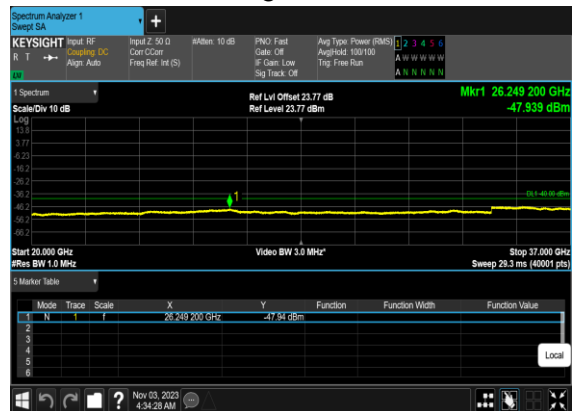 Spectrum Analyzer 1
Swept SA
KEYSIGHT
R T
Input: RF
Coupling: DC
Align: Auto
Input Z: 50 Ω
Corr CCorr
Freq Ref: Int (S)
#Atten: 10 dB
PNO: Fast
Gate: Off
IF Gain: Low
Sig Track: Off
Avg Type: Power (RMS)
Avg|Hold: 100/100
Trig: Free Run
1 2 3 4 5 6
A W W W W W
A N N N N N
1 Spectrum
Scale/Div 10 dB
Log
Ref Lvl Offset 23.77 dB
Ref Level 23.77 dBm
Mkr1 26.249 200 GHz
-47.939 dBm
13.8
3.77
-6.23
-16.2
-26.2
-36.2
-46.2
-56.2
-66.2
1
DL1 -40.00 dBm
Start 20.000 GHz
#Res BW 1.0 MHz
Video BW 3.0 MHz*
Stop 37.000 GHz
Sweep 29.3 ms (40001 pts)
5 Marker Table
Mode Trace Scale X Y Function Function Width Function Value
1 N 1 f 26.249 200 GHz -47.94 dBm
2
3
4
5
6
Local
?
Nov 03, 2023
4:34:28 AM